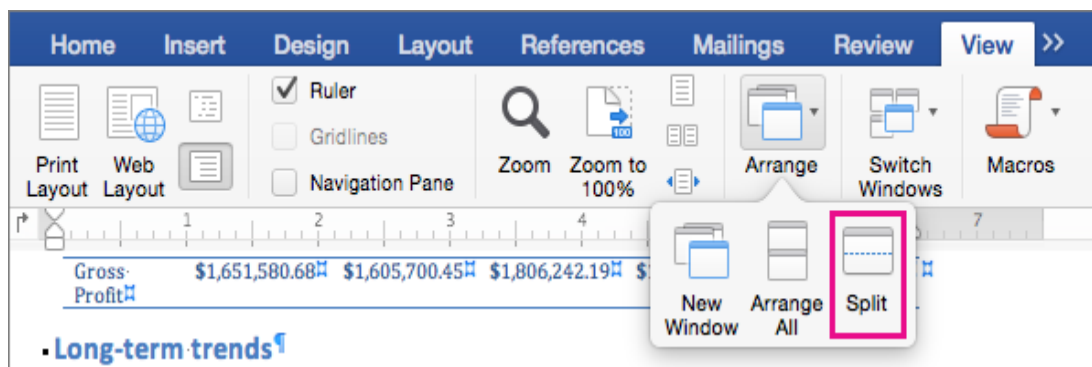 Home Insert Design Layout References Mailings Review View >>
Ruler
Gridlines
Navigation Pane
Print
Layout
Web
Layout
Zoom
Zoom to
100%
100
Arrange
Switch
Windows
Macros
1 2 3 4 7
New
Window
Arrange
All
Split
Gross·
Profit¤ $1,651,580.68¤ $1,605,700.45¤ $1,806,242.19¤
Long-term·trends¶